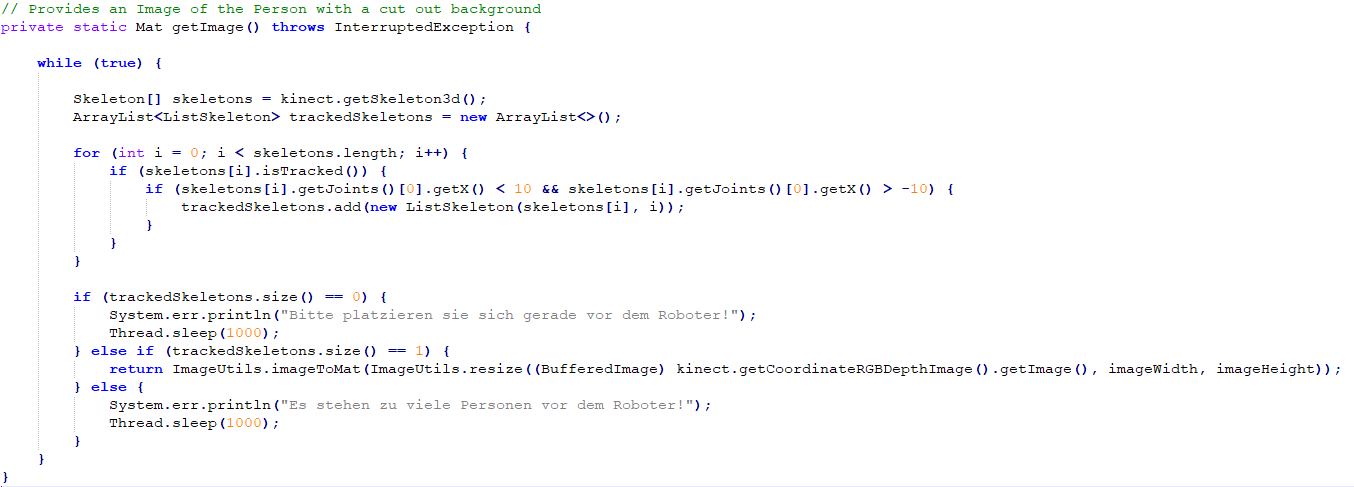 // Provides an Image of the Person with a cut out background
private static Mat getImage() throws InterruptedException {
while (true) {
Skeleton[] skeletons = kinect.getSkeleton3d();
ArrayList<ListSkeleton> trackedSkeletons = new ArrayList<>();
for (int i = 0; i < skeletons.length; i++) {
if (skeletons[i].isTracked()) {
if (skeletons[i].getJoints()[0].getX() < 10 && skeletons[i].getJoints()[0].getX() > -10) {
trackedSkeletons.add(new ListSkeleton(skeletons[i], i));
}
}
}
if (trackedSkeletons.size() == 0) {
System.err.println("Bitte platzieren sie sich gerade vor dem Roboter!");
Thread.sleep(1000);
} else if (trackedSkeletons.size() == 1) {
return ImageUtils.imageToMat(ImageUtils.resize((BufferedImage) kinect.getCoordinateRGBDepthImage().getImage(), imageWidth, imageHeight));
} else {
System.err.println("Es stehen zu viele Personen vor dem Roboter!");
Thread.sleep(1000);
}
}
}